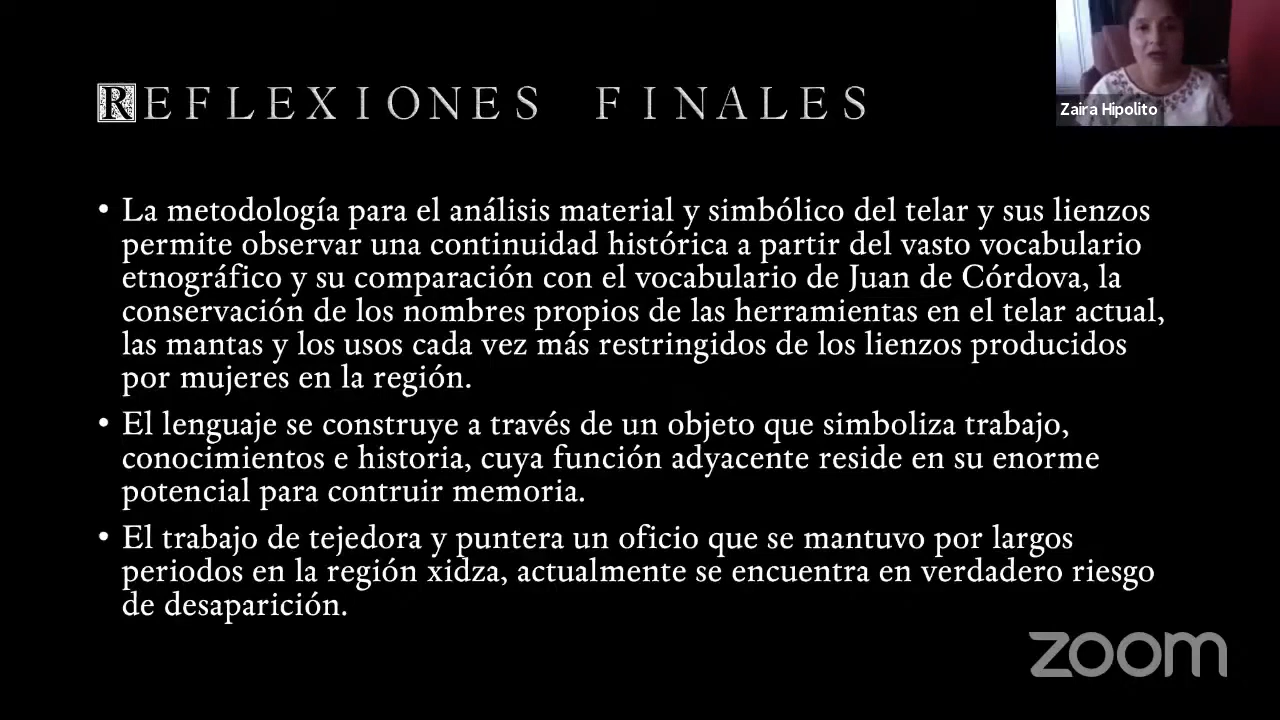 REFLEXIONES FINALES
Zaira Hipolito
• La metodología para el análisis material y simbólico del telar y sus lienzos
permite observar una continuidad histórica a partir del vasto vocabulario
etnográfico y su comparación con el vocabulario de Juan de Córdova, la
conservación de los nombres propios de las herramientas en el telar actual,
las mantas y los usos cada vez más restringidos de los lienzos producidos
por mujeres en la región.
• El lenguaje se construye a través de un objeto que simboliza trabajo,
conocimientos e historia, cuya función adyacente reside en su enorme
potencial para contruir memoria.
• El trabajo de tejedora y puntera un oficio que se mantuvo por largos
periodos en la región xidza, actualmente se encuentra en verdadero riesgo
de desaparición.
zoom